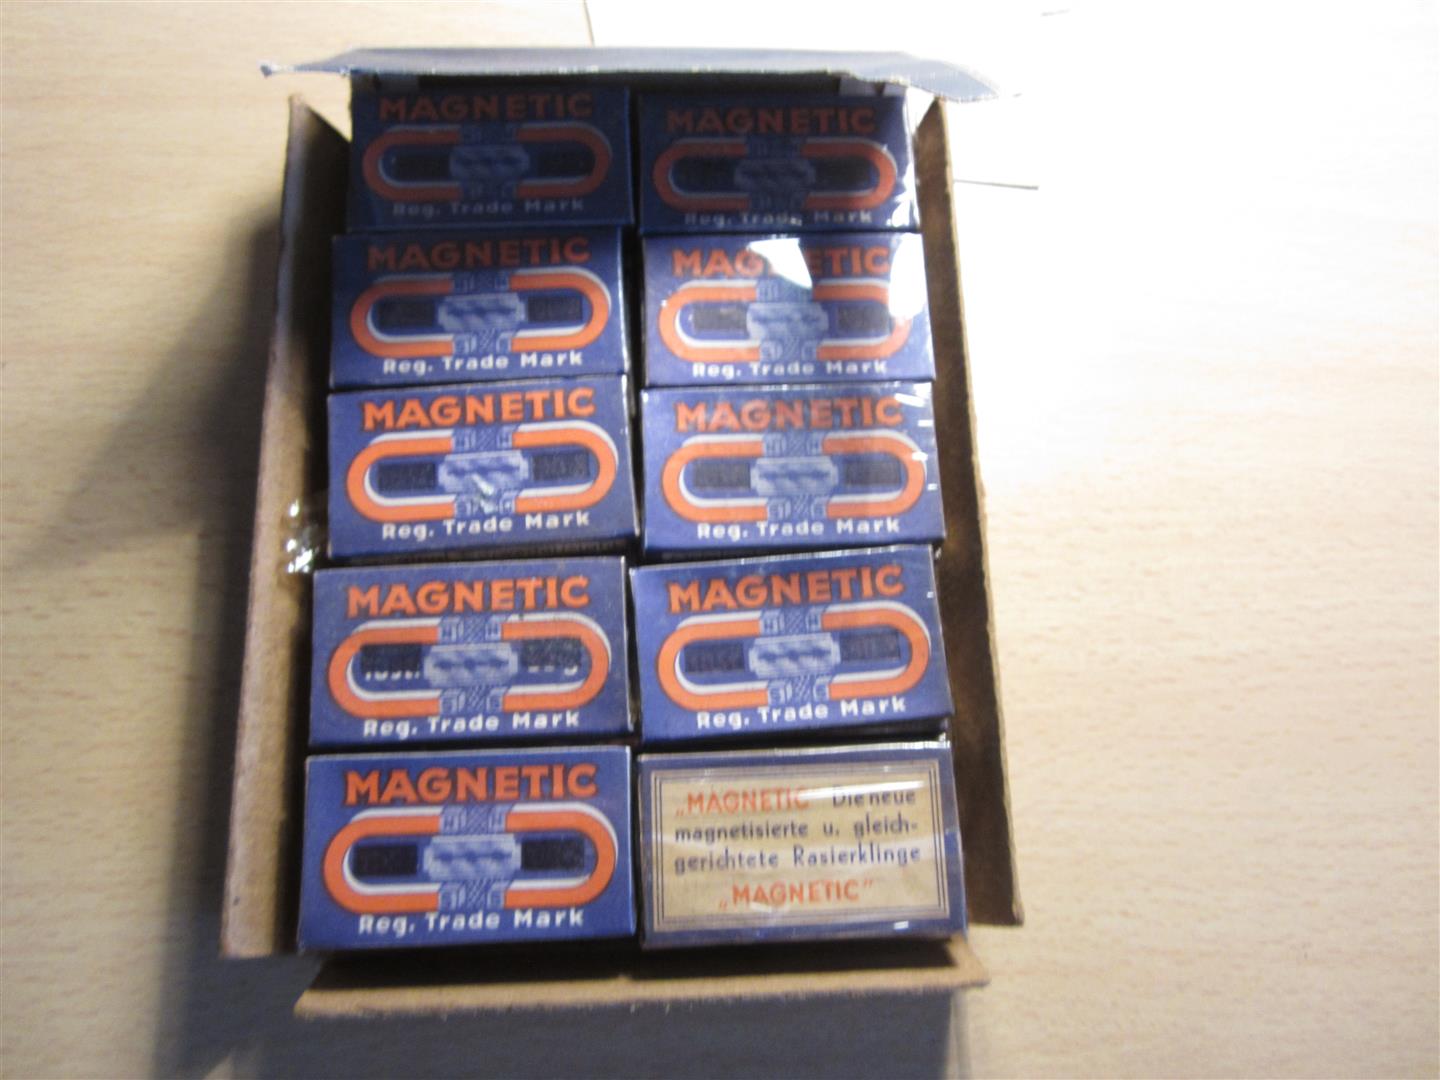 MAGNETIC
Reg. Trade Mark
MAGNETIC
Reg. Trade Mark
MAGNETIC
Reg. Trade Mark
MAGNETIC
Reg. Trade Mark
MAGNETIC
Reg. Trade Mark
MAGNETIC
Reg. Trade Mark
MAGNETIC
N N
Reg. Trade Mark
MAGNETIC
N N
S S
Reg. Trade Mark
MAGNETIC
N N
S S
Reg. Trade Mark
„MAGNETIC" Die neue
magnetisierte u. gleich-
gerichtete Rasierklinge
„MAGNETIC"